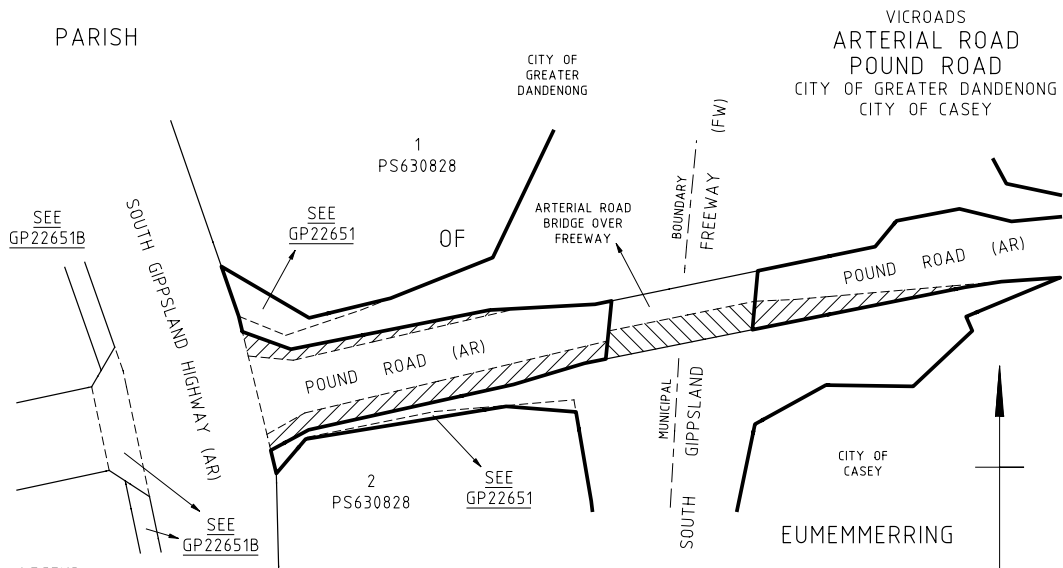 PARISH
VICROADS
ARTERIAL ROAD
POUND ROAD
CITY OF GREATER DANDENONG
CITY OF CASEY
CITY OF
GREATER
DANDENONG
1
PS630828
SEE
GP22651B
SOUTH GIPPSLAND HIGHWAY (AR)
SEE
GP22651
OF
ARTERIAL ROAD
BRIDGE OVER
FREEWAY
BOUNDARY
FREEWAY (FW)
POUND ROAD (AR)
POUND ROAD (AR)
MUNICIPAL
SOUTH GIPPSLAND
2
PS630828
SEE
GP22651
CITY OF
CASEY
SEE
GP22651B
EUMEMMERRING